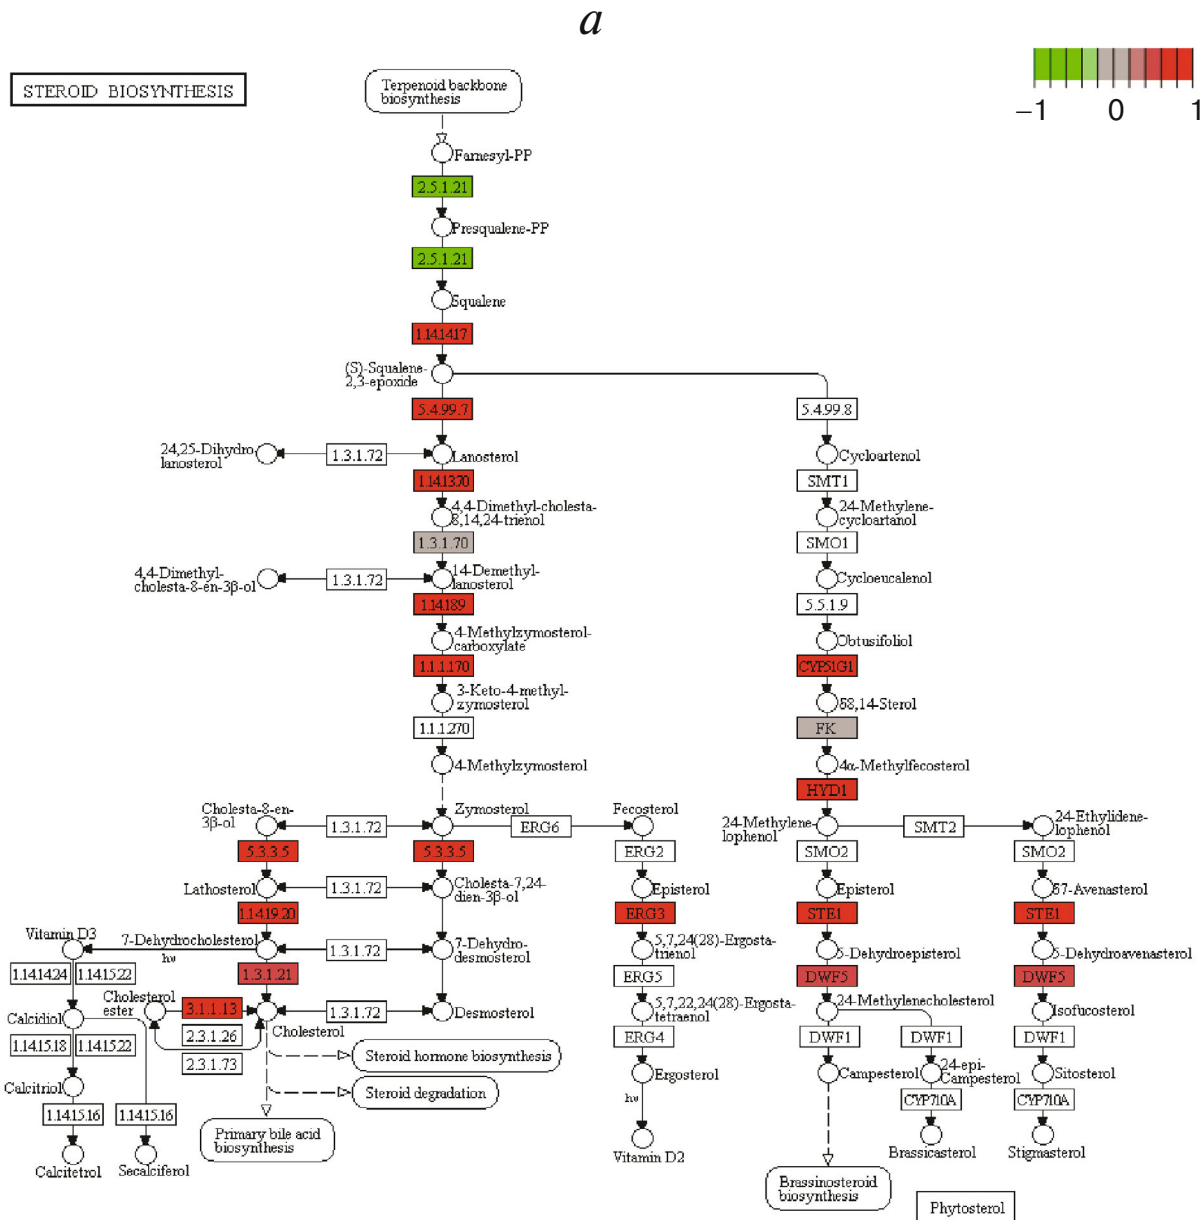 a
STEROID BIOSYNTHESIS
−1 0 1
Terpenoid backbone
biosynthesis
Farnesyl-PP
2.5.1.21
Presqualene-PP
2.5.1.21
Squalene
1.14.14.17
(S)-Squalene-
2,3-epoxide
5.4.99.7
5.4.99.8
24,25-Dihydro
lanosterol
1.3.1.72
Lanosterol
Cycloartenol
1.14.13.70
SMT1
4,4-Dimethyl-cholesta-
8,14,24-trienol
24-Methylene-
cycloartanol
1.3.1.70
SMO1
4,4-Dimethyl-
cholesta-8-en-3β-ol
1.3.1.72
14-Demethyl-
lanosterol
Cycloeucalenol
1.14.18.9
5.5.1.9
4-Methylzymosterol-
carboxylate
Obtusifoliol
1.1.1.170
CYP51G1
3-Keto-4-methyl-
zymosterol
δ8,14-Sterol
1.1.1.270
FK
4-Methylzymosterol
4α-Methylfecosterol
HYD1
Cholesta-8-en-
3β-ol
1.3.1.72
Zymosterol
ERG6
Fecosterol
24-Methylene-
lophenol
SMT2
24-Ethylidene-
lophenol
5.3.3.5
5.3.3.5
ERG2
SMO2
SMO2
Lathosterol
1.3.1.72
Cholesta-7,24-
dien-3β-ol
Episterol
Episterol
δ7-Avenasterol
1.14.19.20
ERG3
STE1
STE1
Vitamin D3
7-Dehydrocholesterol
hν
1.3.1.72
7-Dehydro-
desmosterol
5,7,24(28)-Ergosta-
trienol
5-Dehydroepisterol
5-Dehydroavenasterol
1.14.14.24
1.14.15.22
1.3.1.21
ERG5
DWF5
DWF5
Cholesterol
ester
3.1.1.13
Calcidiol
Cholesterol
1.3.1.72
Desmosterol
5,7,22,24(28)-Ergosta-
tetraenol
24-Methylenecholesterol
Isofucosterol
2.3.1.26
2.3.1.73
1.14.15.18
1.14.15.22
ERG4
DWF1
DWF1
DWF1
Steroid hormone biosynthesis
Steroid degradation
Calcitriol
Ergosterol
Campesterol
24-epi-
Campesterol
Sitosterol
hν
CYP710A
CYP710A
1.14.15.16
1.14.15.16
Primary bile acid
biosynthesis
Calcitetrol
Secalciferol
Vitamin D2
Brassicasterol
Stigmasterol
Brassinosteroid
biosynthesis
Phytosterol